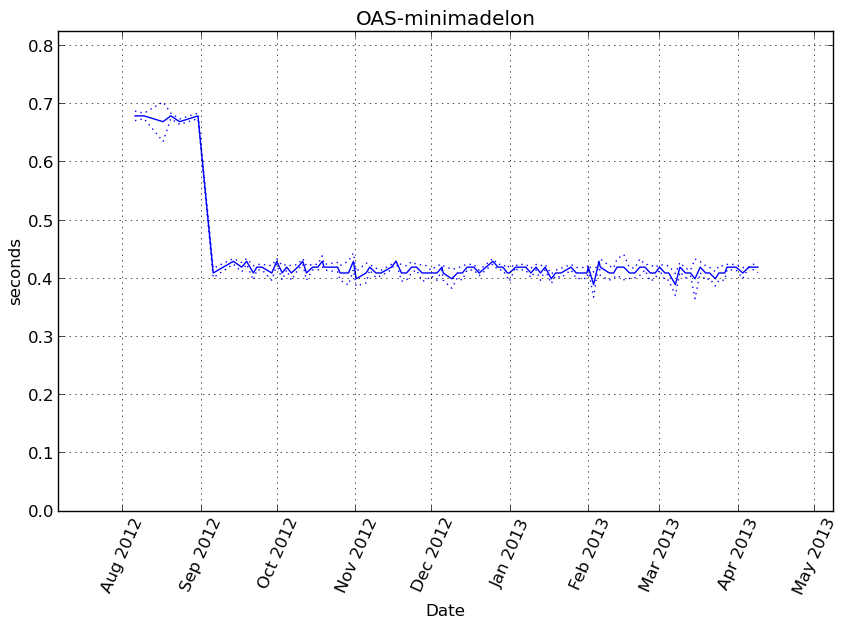 OAS-minimadelon
0.8
0.7
0.6
0.5
0.4
0.3
0.2
0.1
0.0
seconds
Aug 2012
Sep 2012
Oct 2012
Nov 2012
Dec 2012
Jan 2013
Feb 2013
Mar 2013
Apr 2013
May 2013
Date